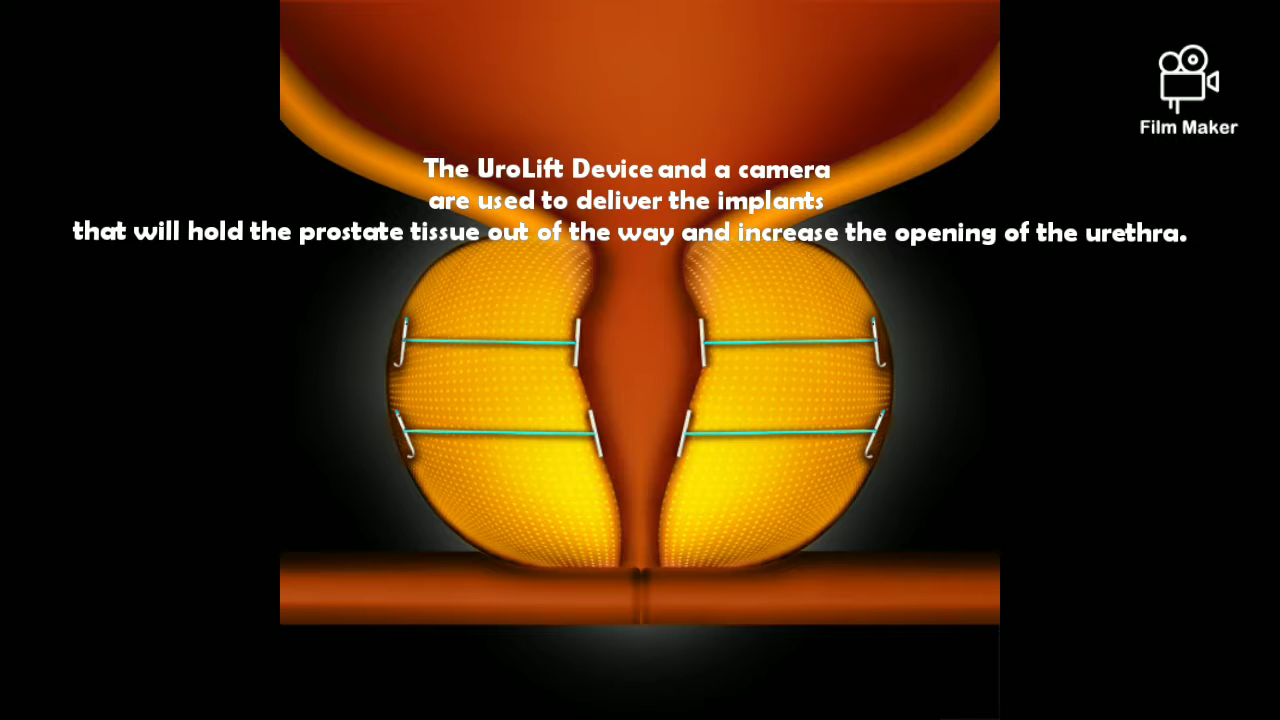 The UroLift Device and a camera
are used to deliver the implants
that will hold the prostate tissue out of the way and increase the opening of the urethra.
Film Maker